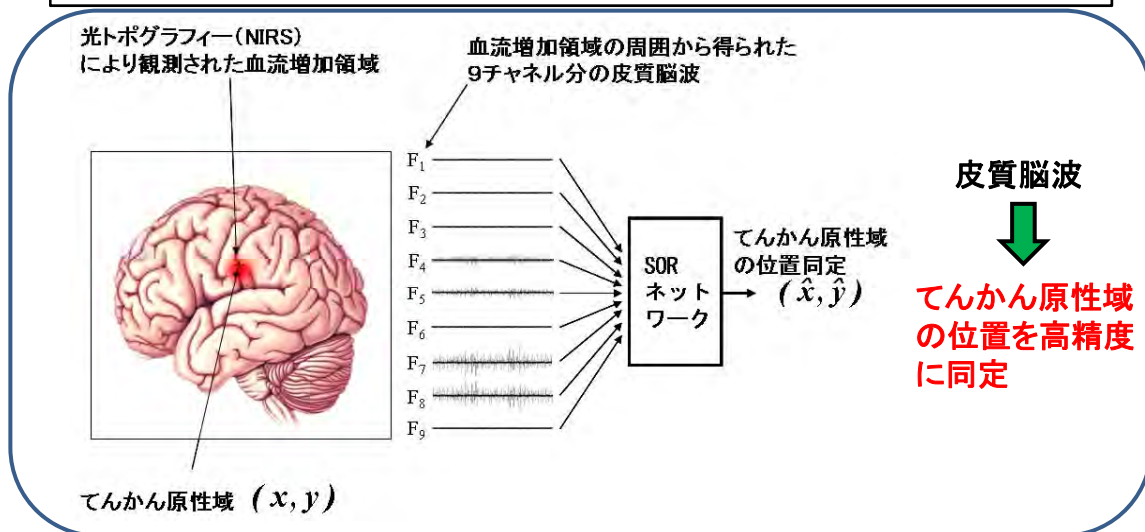 光トポグラフィー(NIRS)
により観測された血流増加領域
血流増加領域の周囲から得られた
9チャネル分の皮質脳波
F1
F2
F3
F4
F5
F6
F7
F8
F9
SOR
ネット
ワーク
てんかん原性域
の位置同定
(x̂, ŷ)
てんかん原性域 (x, y)
皮質脳波
てんかん原性域
の位置を高精度
に同定